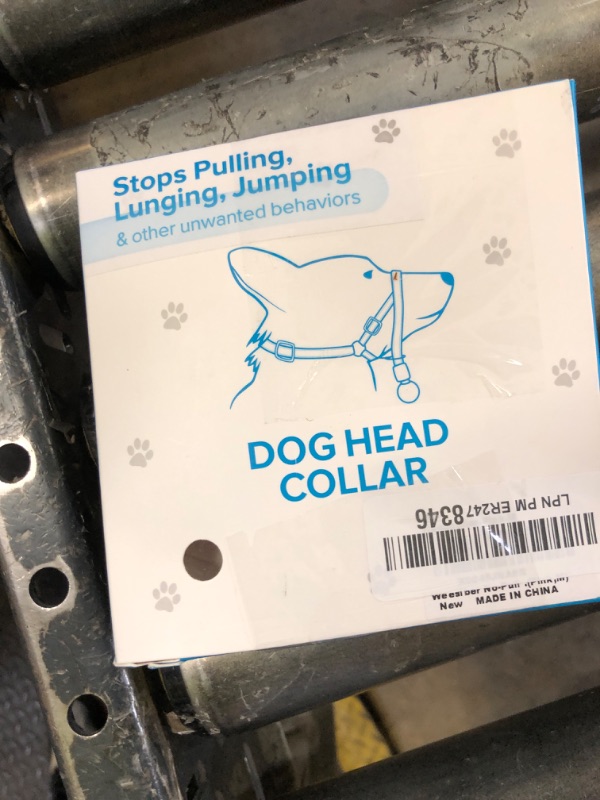 Stops Pulling,
Lunging, Jumping
& other unwanted behaviors
DOG HEAD
COLLAR
LPN PM ER2478346
New MADE IN CHINA